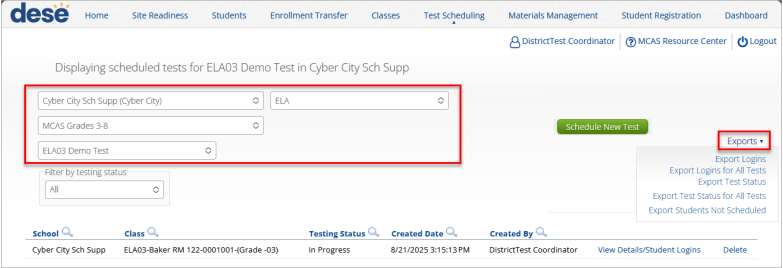 dese Home Site Readiness Students Enrollment Transfer Classes Test Scheduling Materials Management Student Registration Dashboard
DistrictTest Coordinator MCAS Resource Center Logout
Displaying scheduled tests for ELA03 Demo Test in Cyber City Sch Supp
Cyber City Sch Supp (Cyber City) ELA
MCAS Grades 3-8
Schedule New Test
Exports
ELA03 Demo Test
Export Logins
Export Logins for All Tests
Export Test Status
Export Test Status for All Tests
Export Students Not Scheduled
Filter by testing status
All
School Class Testing Status Created Date Created By
Cyber City Sch Supp ELA03-Baker RM 122-0001001-(Grade -03) In Progress 8/21/2025 3:15:13 PM DistrictTest Coordinator View Details/Student Logins Delete